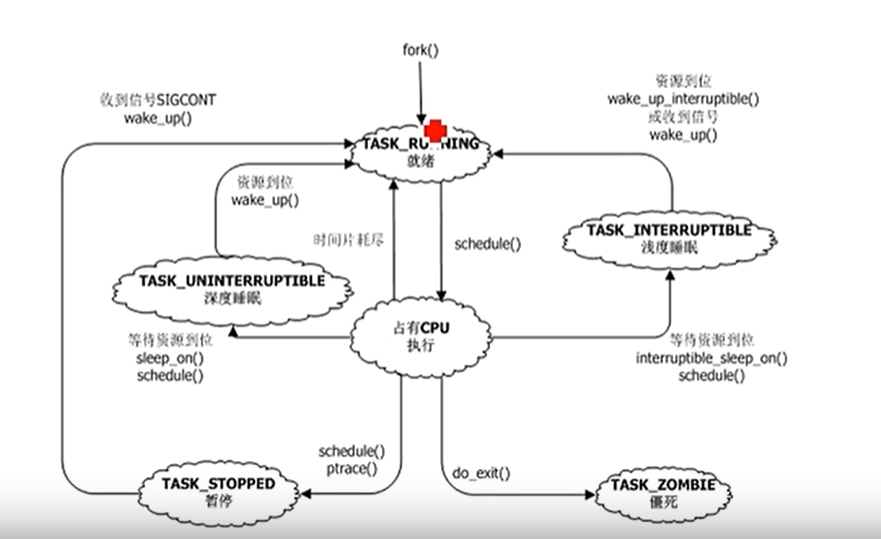 fork()
收到信号SIGCONT
wake_up()
资源到位
wake_up_interruptible()
或收到信号
wake_up()
就绪
资源到位
wake_up()
时间片耗尽
schedule()
TASK_INTERRUPTIBLE
浅度睡眠
TASK_UNINTERRUPTIBLE
深度睡眠
占有CPU
执行
等待资源到位
sleep_on()
schedule()
等待资源到位
interruptible_sleep_on()
schedule()
schedule()
ptrace()
do_exit()
TASK_STOPPED
暂停
TASK_ZOMBIE
僵死